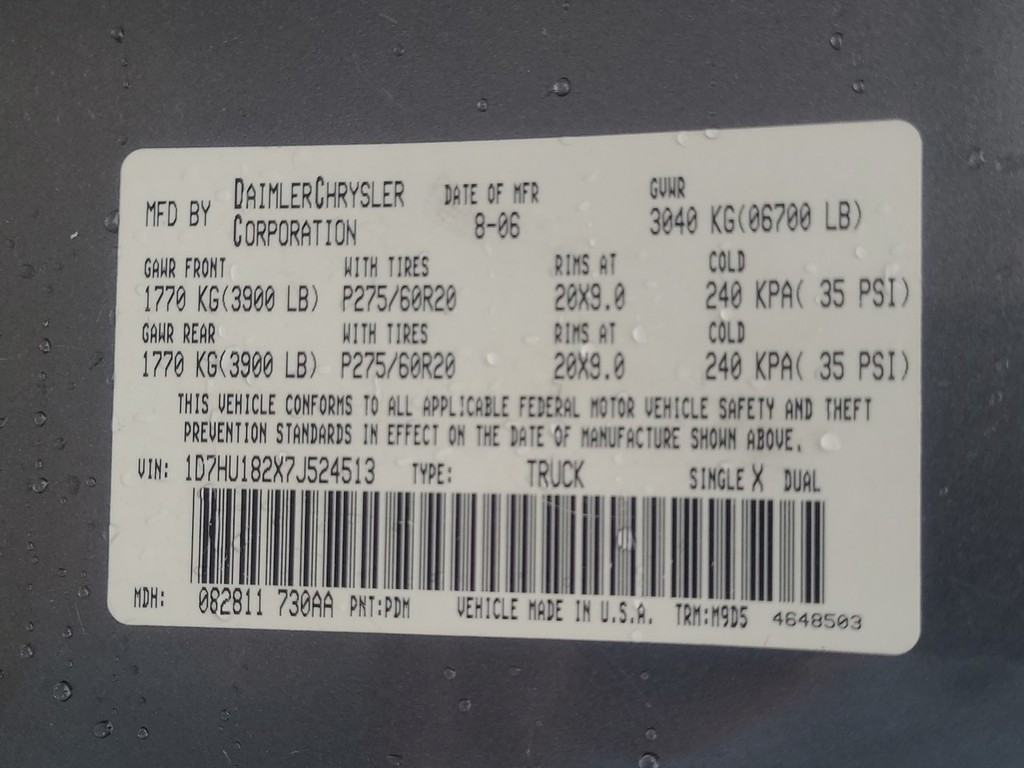 MFD BY DAIMLERCHRYSLER CORPORATION DATE OF MFR 8-06 GVWR 3040 KG(06700 LB)
GAWR FRONT WITH TIRES RIMS AT COLD
1770 KG(3900 LB) P275/60R20 20X9.0 240 KPA( 35 PSI)
GAWR REAR WITH TIRES RIMS AT COLD
1770 KG(3900 LB) P275/60R20 20X9.0 240 KPA( 35 PSI)
THIS VEHICLE CONFORMS TO ALL APPLICABLE FEDERAL MOTOR VEHICLE SAFETY AND THEFT
PREVENTION STANDARDS IN EFFECT ON THE DATE OF MANUFACTURE SHOWN ABOVE.
VIN: 1D7HU182X7J524513 TYPE: TRUCK SINGLE X DUAL
MDH: 082811 730AA PNT:PDM VEHICLE MADE IN U.S.A. TRM:M9D5 4648503